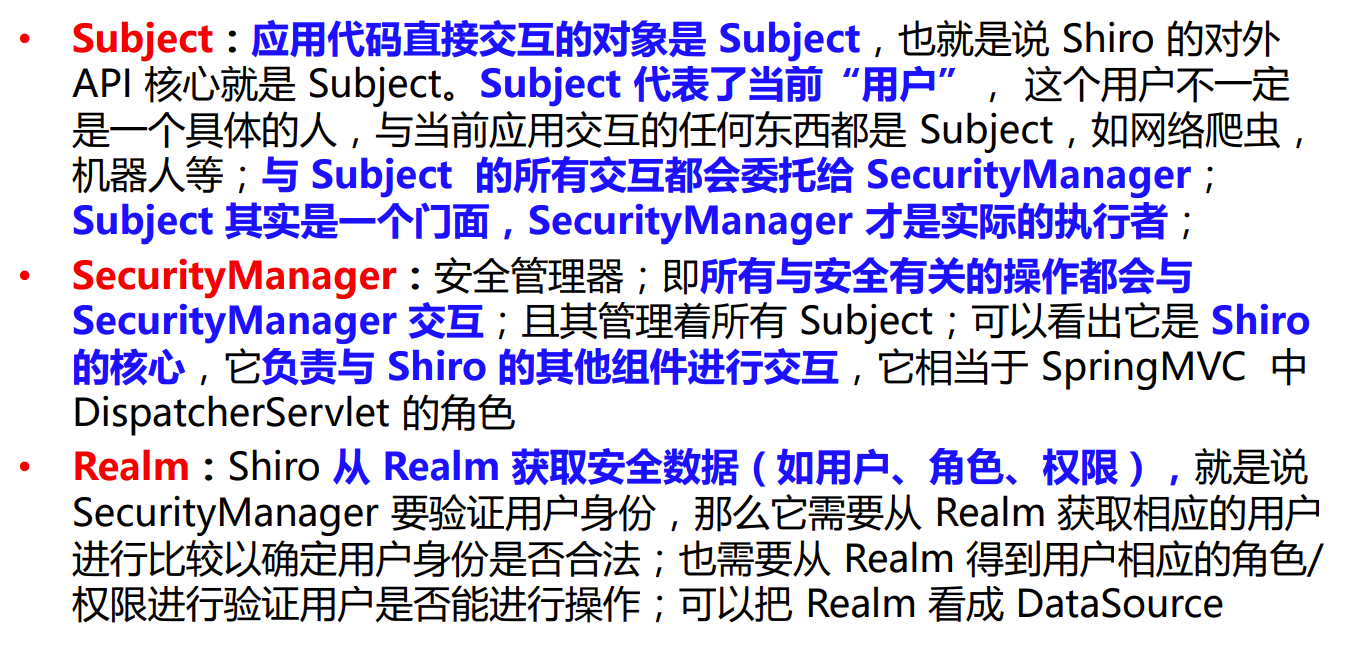 • Subject：应用代码直接交互的对象是 Subject，也就是说 Shiro 的对外
API 核心就是 Subject。Subject 代表了当前“用户”， 这个用户不一定
是一个具体的人，与当前应用交互的任何东西都是 Subject，如网络爬虫，
机器人等；与 Subject 的所有交互都会委托给 SecurityManager；
Subject 其实是一个门面，SecurityManager 才是实际的执行者；
• SecurityManager：安全管理器；即所有与安全有关的操作都会与
SecurityManager 交互；且其管理着所有 Subject；可以看出它是 Shiro
的核心，它负责与 Shiro 的其他组件进行交互，它相当于 SpringMVC 中
DispatcherServlet 的角色
• Realm：Shiro 从 Realm 获取安全数据（如用户、角色、权限），就是说
SecurityManager 要验证用户身份，那么它需要从 Realm 获取相应的用户
进行比较以确定用户身份是否合法；也需要从 Realm 得到用户相应的角色/
权限进行验证用户是否能进行操作；可以把 Realm 看成 DataSource